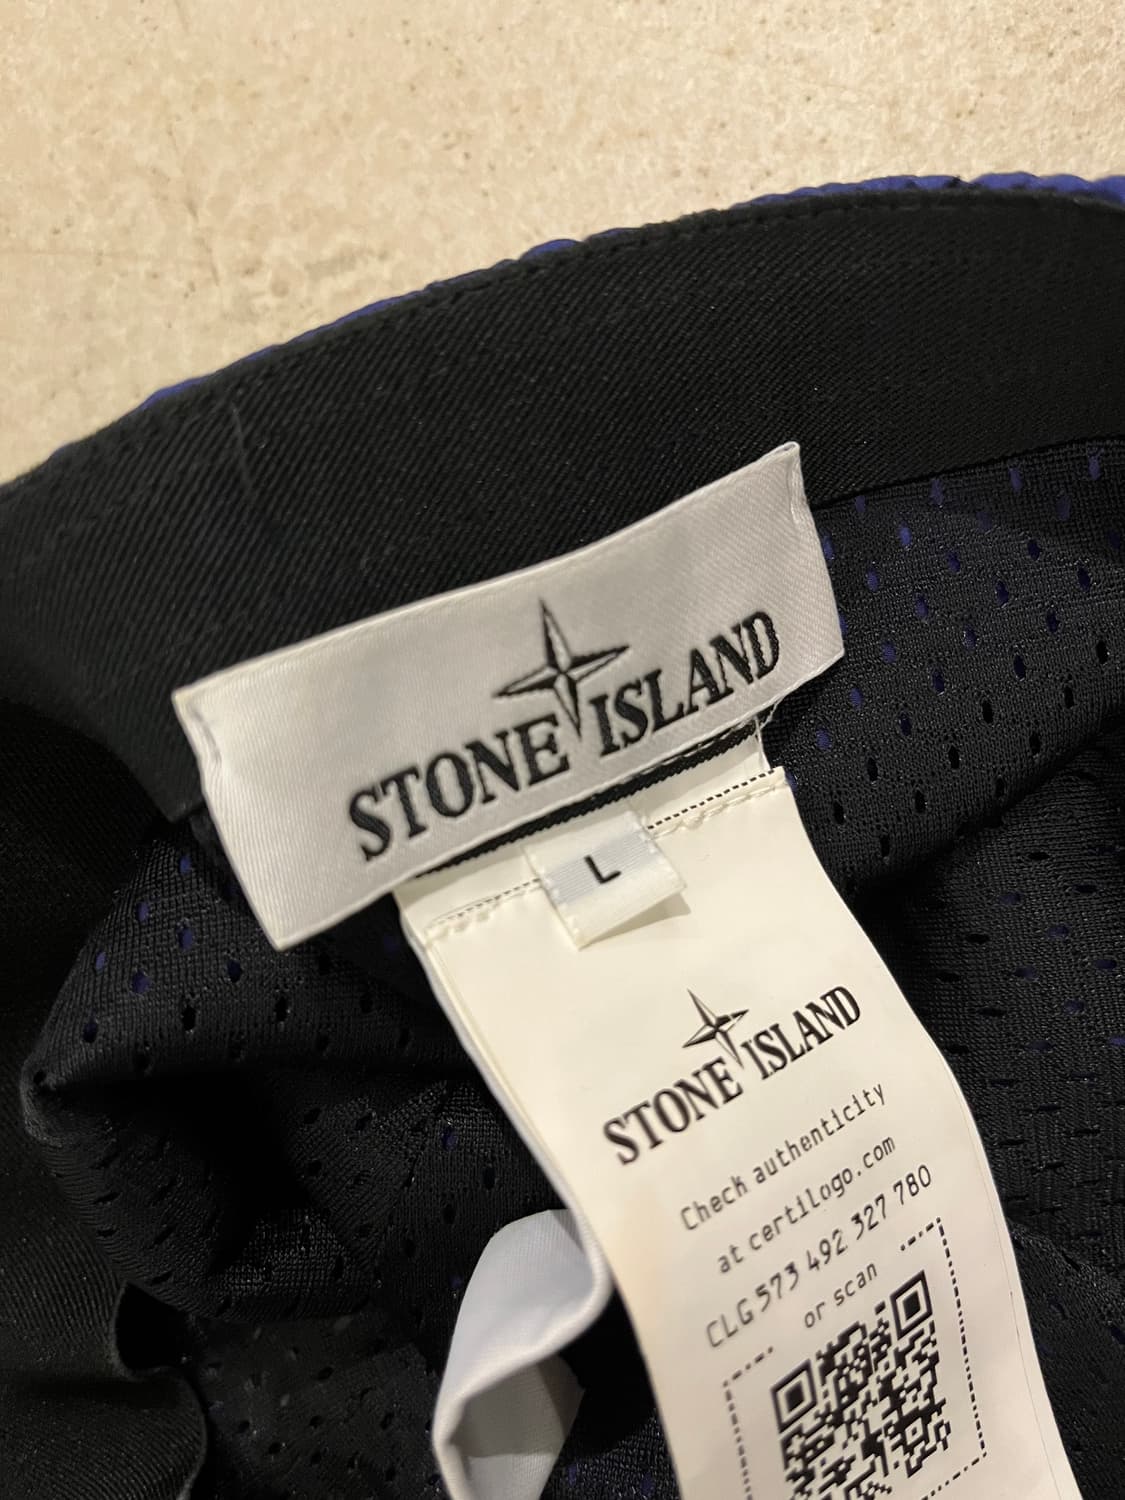 STONE ISLAND
L
STONE ISLAND
Check authenticity
at certilogo.com
CLG 573 492 327 780
or scan